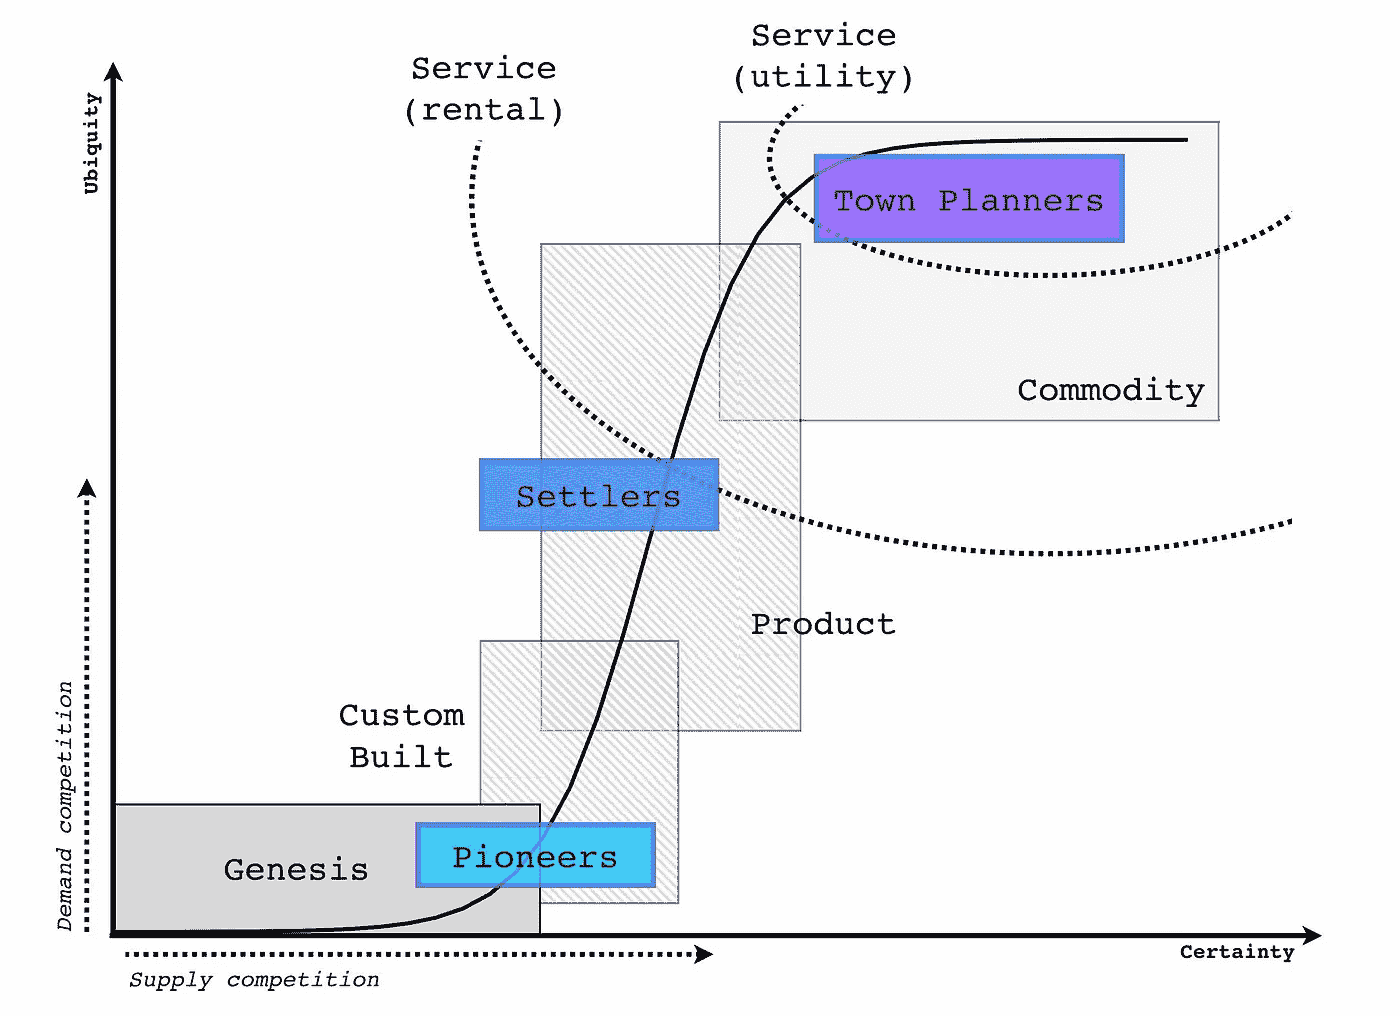 Service
(utility)
Service
(rental)
Ubiquity
Town Planners
Commodity
Settlers
Product
Custom
Built
Demand competition
Pioneers
Genesis
Certainty
Supply competition